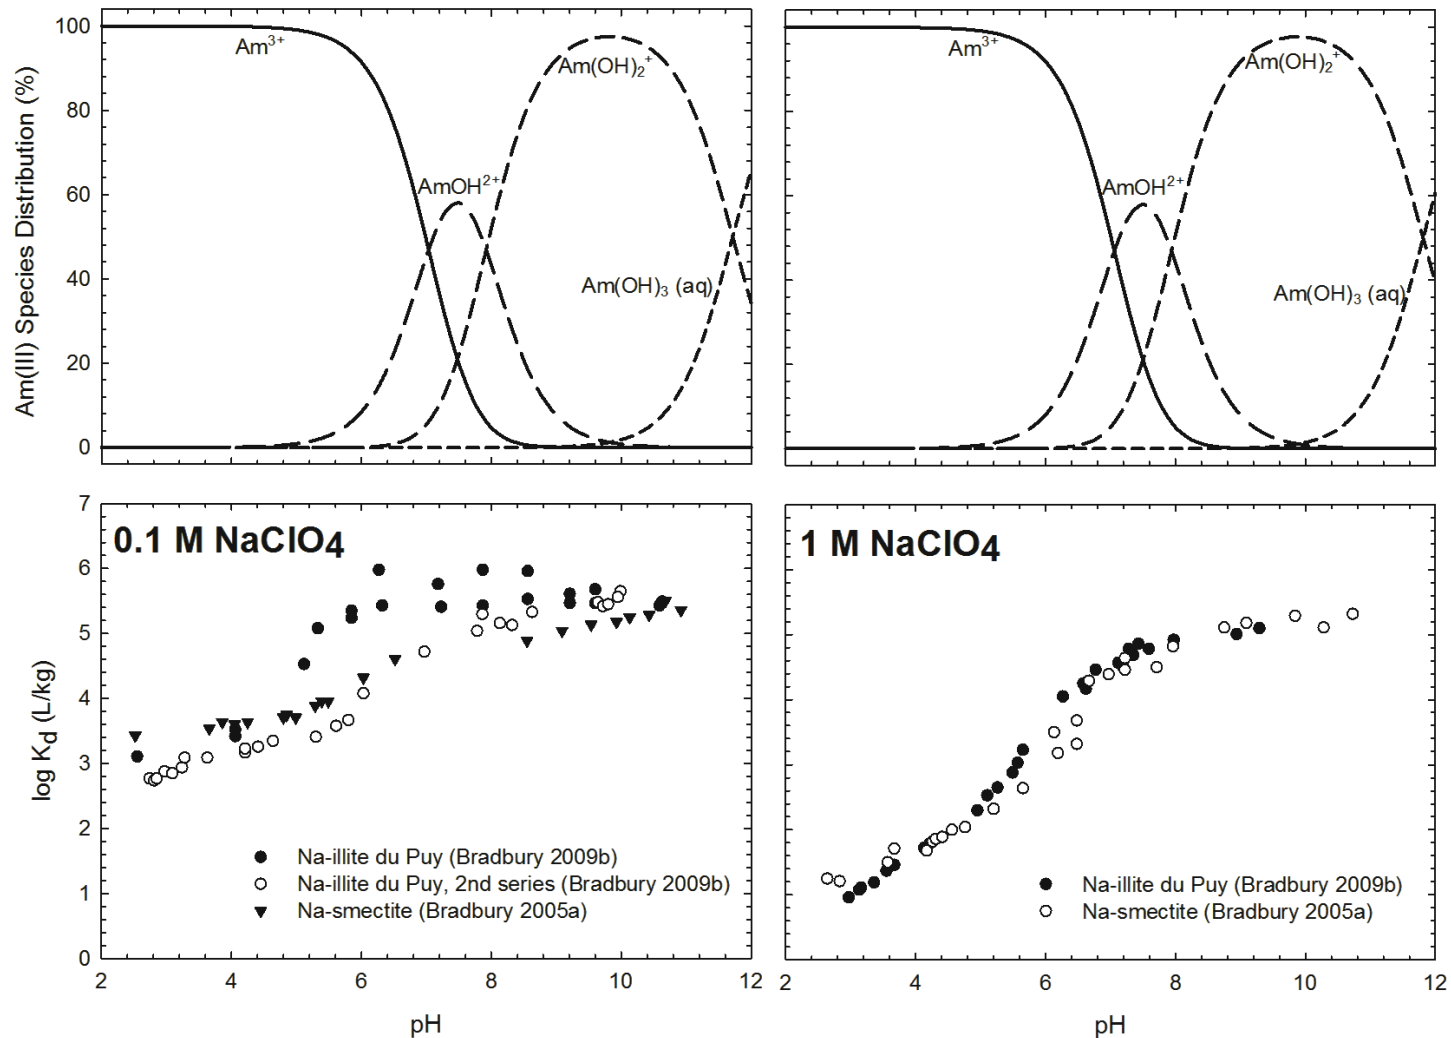 100
80
60
40
20
0
Am(III) Species Distribution (%)
Am³⁺
AmOH²⁺
Am(OH)₂⁺
Am(OH)₃ (aq)
Am³⁺
AmOH²⁺
Am(OH)₂⁺
Am(OH)₃ (aq)
7
6
5
4
3
2
1
0
log Kd (L/kg)
0.1 M NaClO4
Na-illite du Puy (Bradbury 2009b)
Na-illite du Puy, 2nd series (Bradbury 2009b)
Na-smectite (Bradbury 2005a)
2 4 6 8 10 12
pH
1 M NaClO4
Na-illite du Puy (Bradbury 2009b)
Na-smectite (Bradbury 2005a)
2 4 6 8 10 12
pH